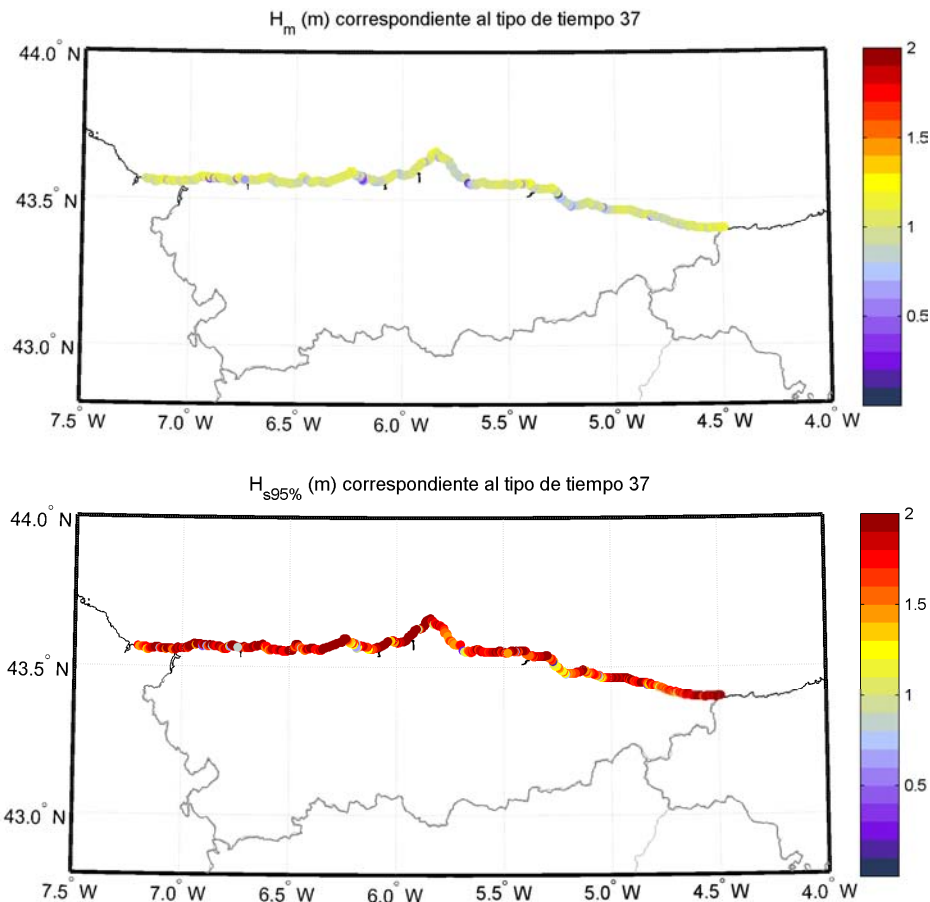 H_m (m) correspondiente al tipo de tiempo 37
44.0° N
43.5° N
43.0° N
7.5° W
7.0° W
6.5° W
6.0° W
5.5° W
5.0° W
4.5° W
4.0° W
2
1.5
1
0.5
H_s95% (m) correspondiente al tipo de tiempo 37
44.0° N
43.5° N
43.0° N
7.5° W
7.0° W
6.5° W
6.0° W
5.5° W
5.0° W
4.5° W
4.0° W
2
1.5
1
0.5